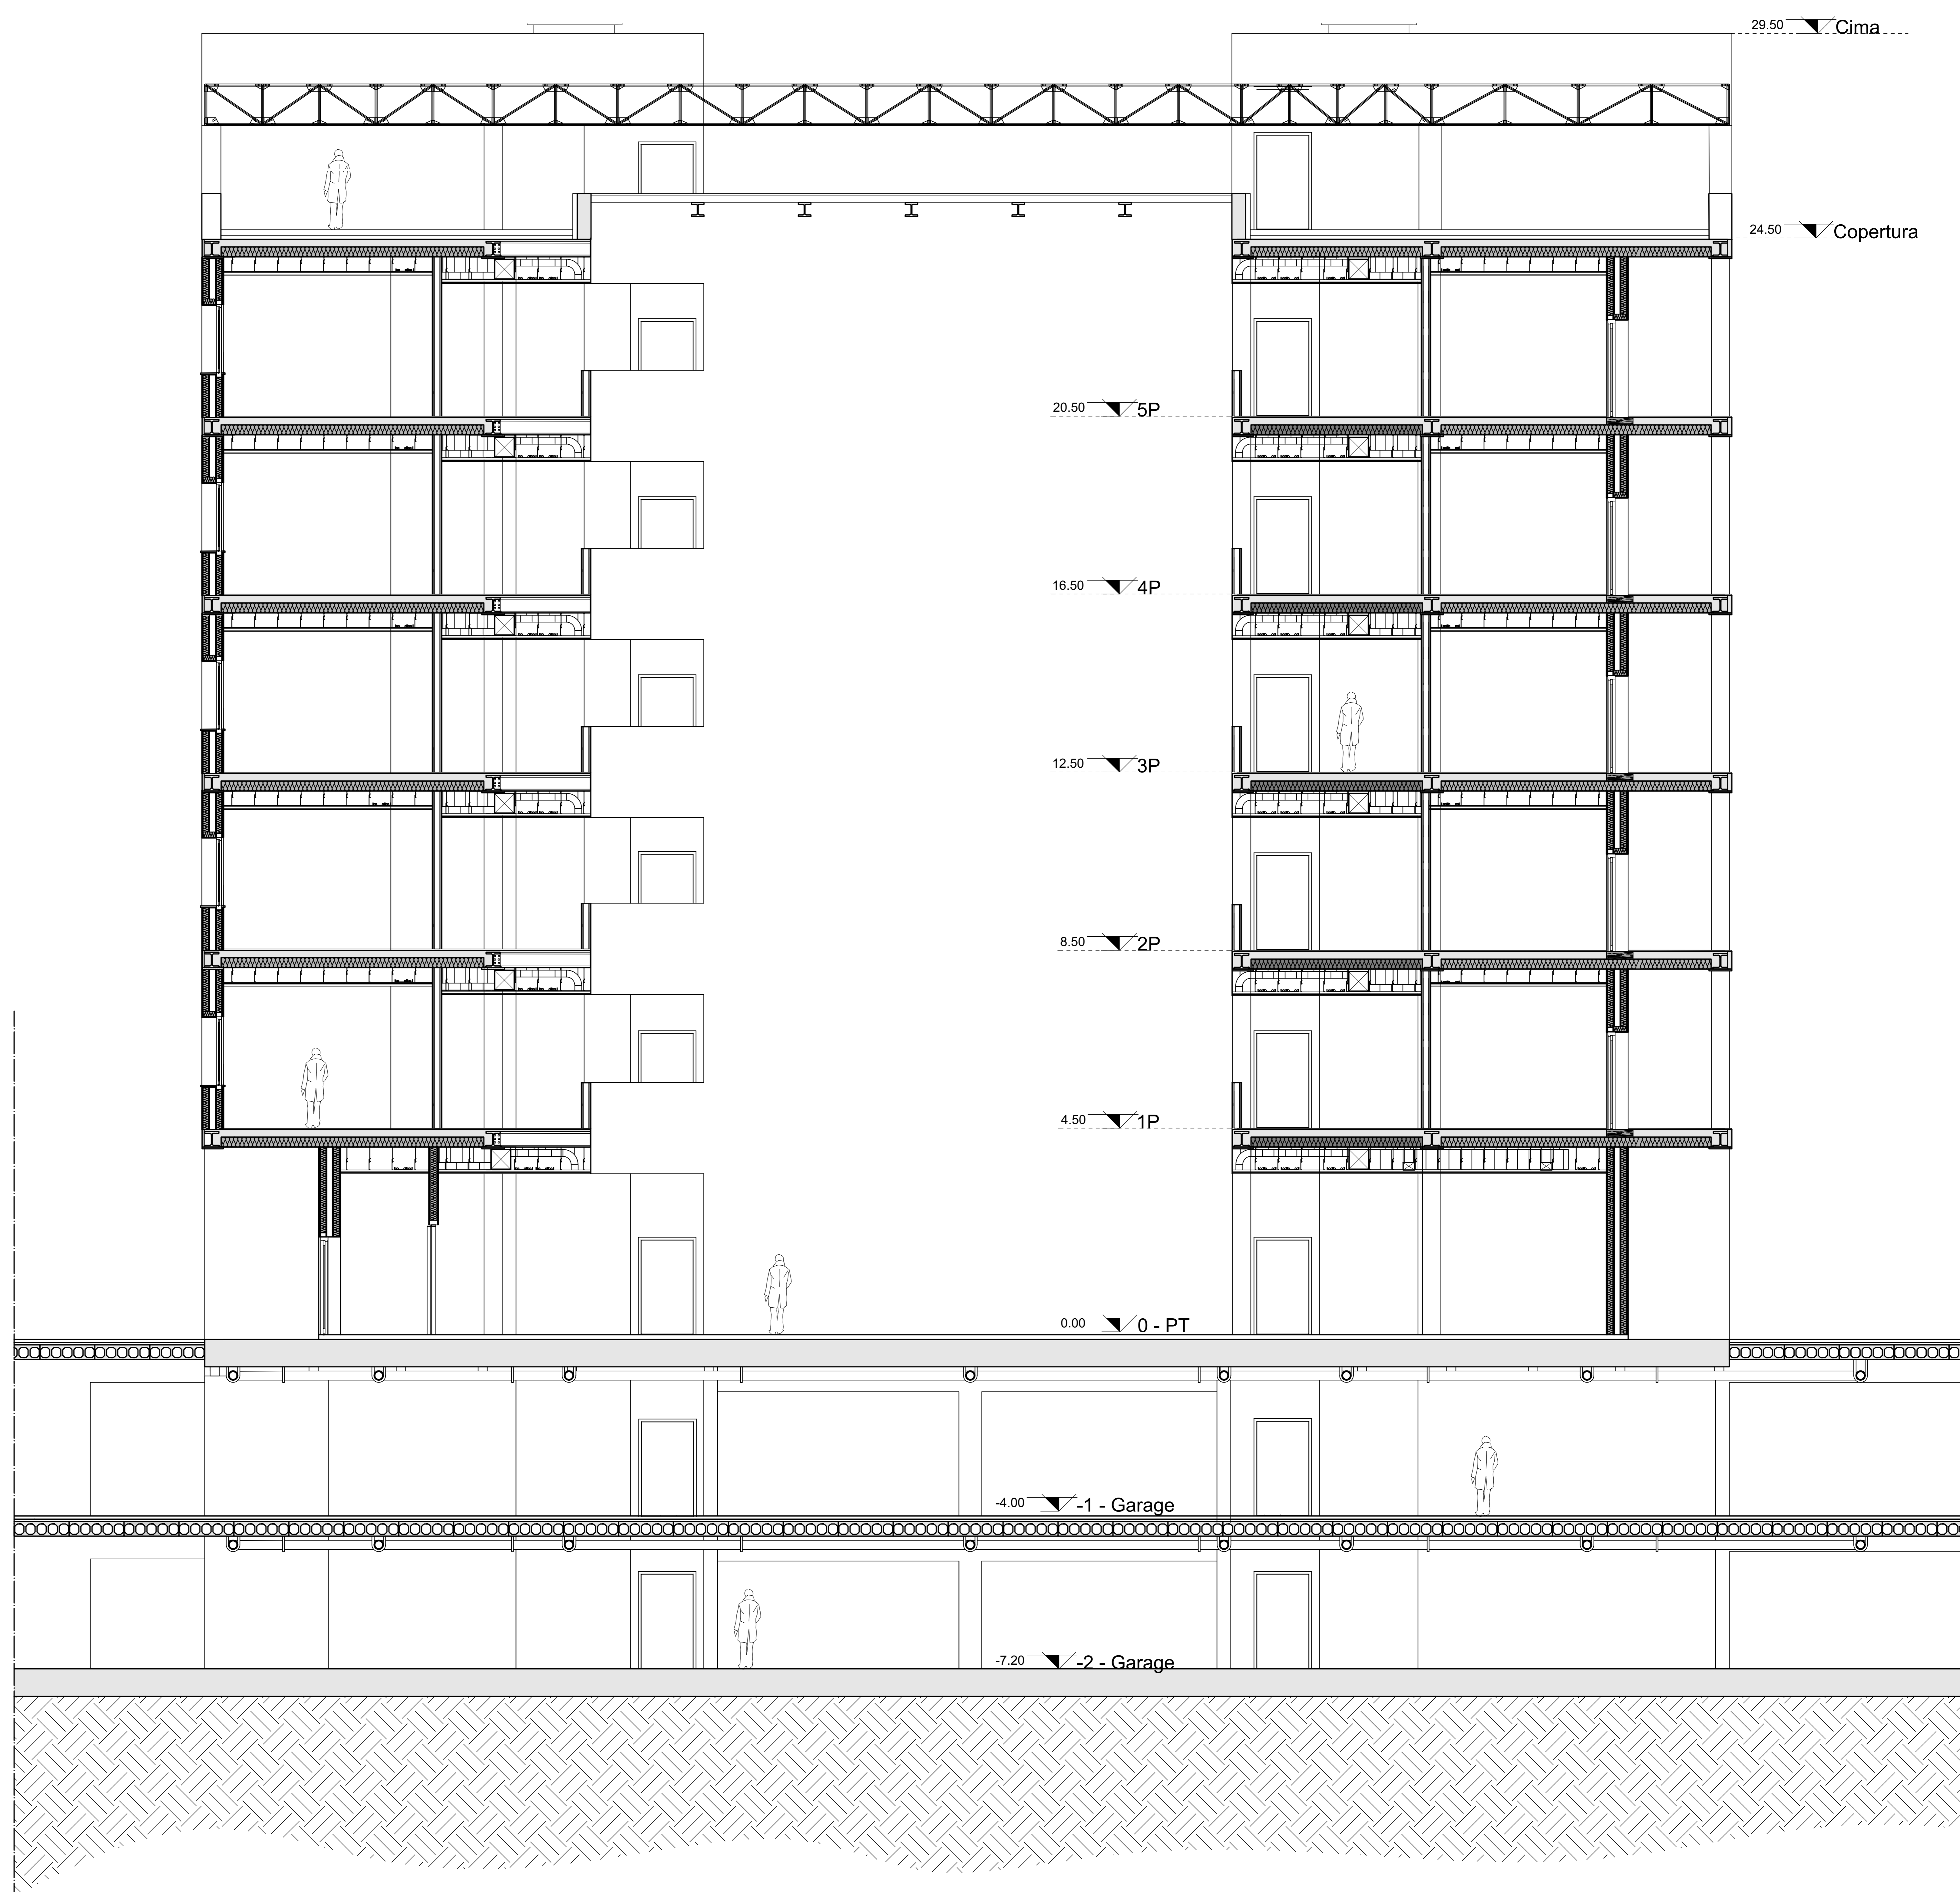 29.50 Cima
24.50 Copertura
20.50 5P
16.50 4P
12.50 3P
8.50 2P
4.50 1P
0.00 0 - PT
-4.00 -1 - Garage
-7.20 -2 - Garage